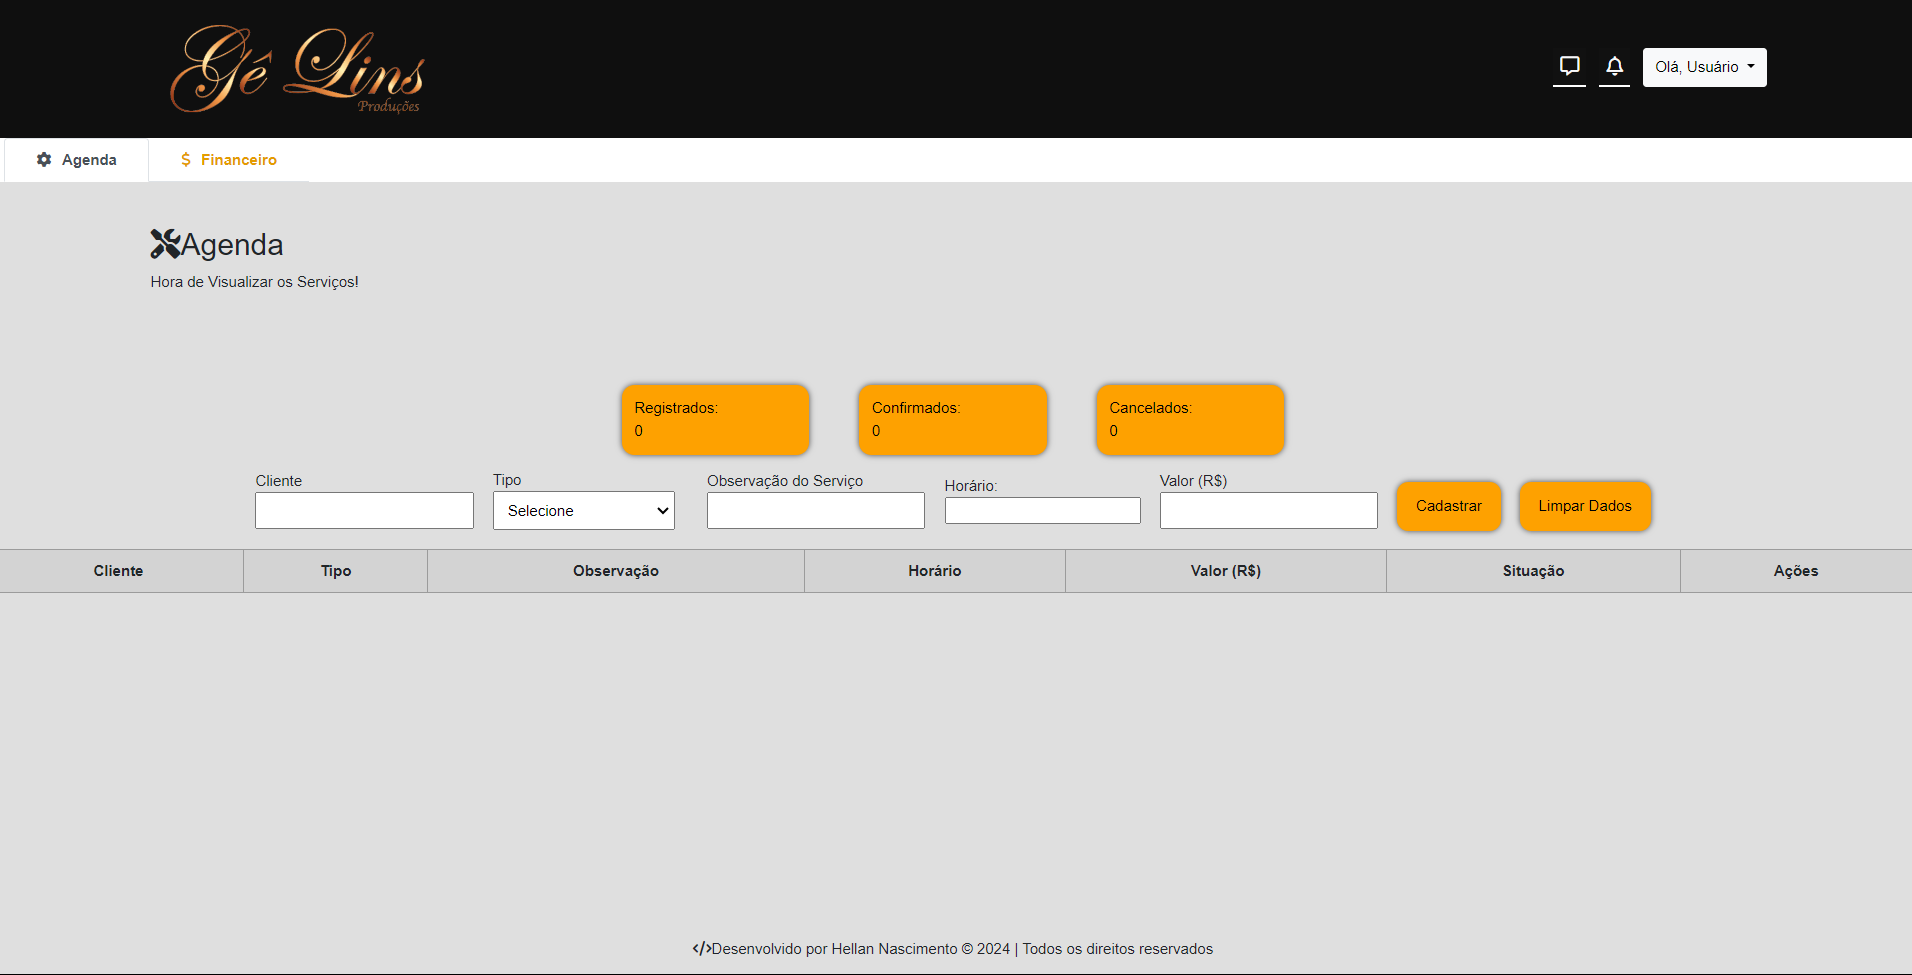 Gê Lins
Produções
Olá, Usuário
Agenda
$ Financeiro
Agenda
Hora de Visualizar os Serviços!
Registrados:
0
Confirmados:
0
Cancelados:
0
Cliente
Tipo
Selecione
Observação do Serviço
Horário:
Valor (R$)
Cadastrar
Limpar Dados
Cliente Tipo Observação Horário Valor (R$) Situação Ações
</>Desenvolvido por Hellan Nascimento © 2024 | Todos os direitos reservados